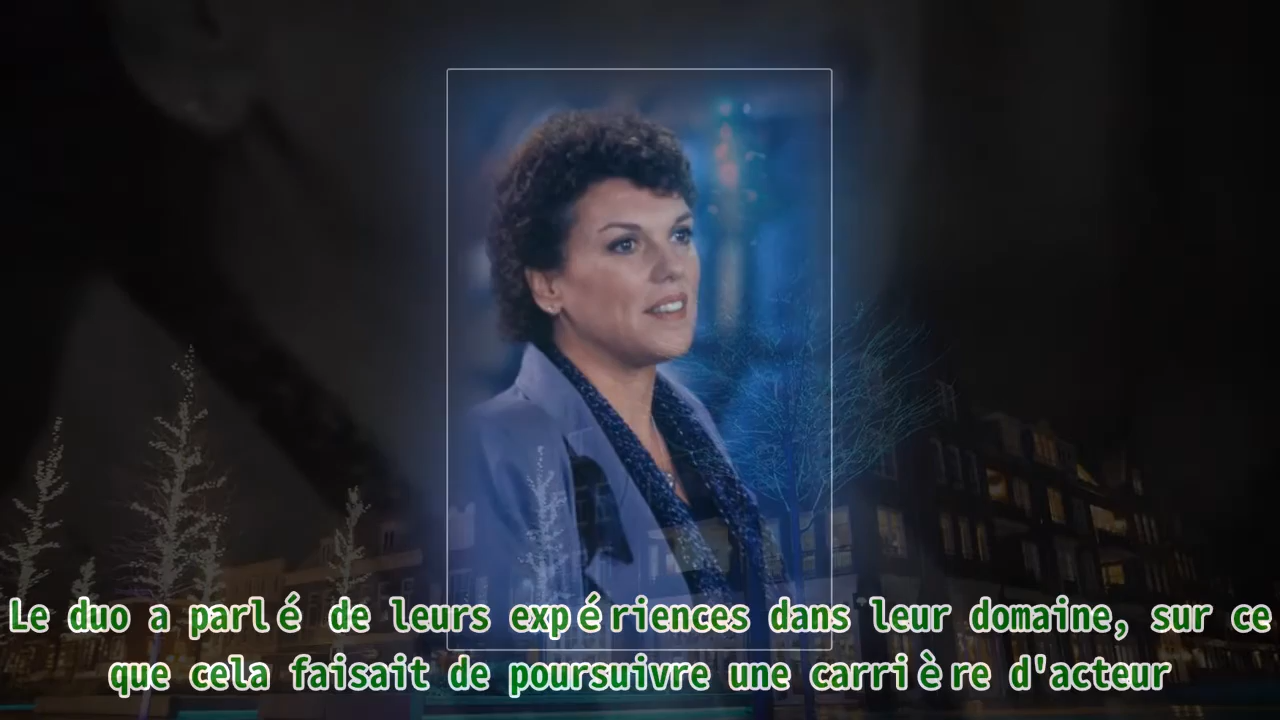 Le duo a parlé de leurs expériences dans leur domaine, sur ce
que cela faisait de poursuivre une carrière d'acteur